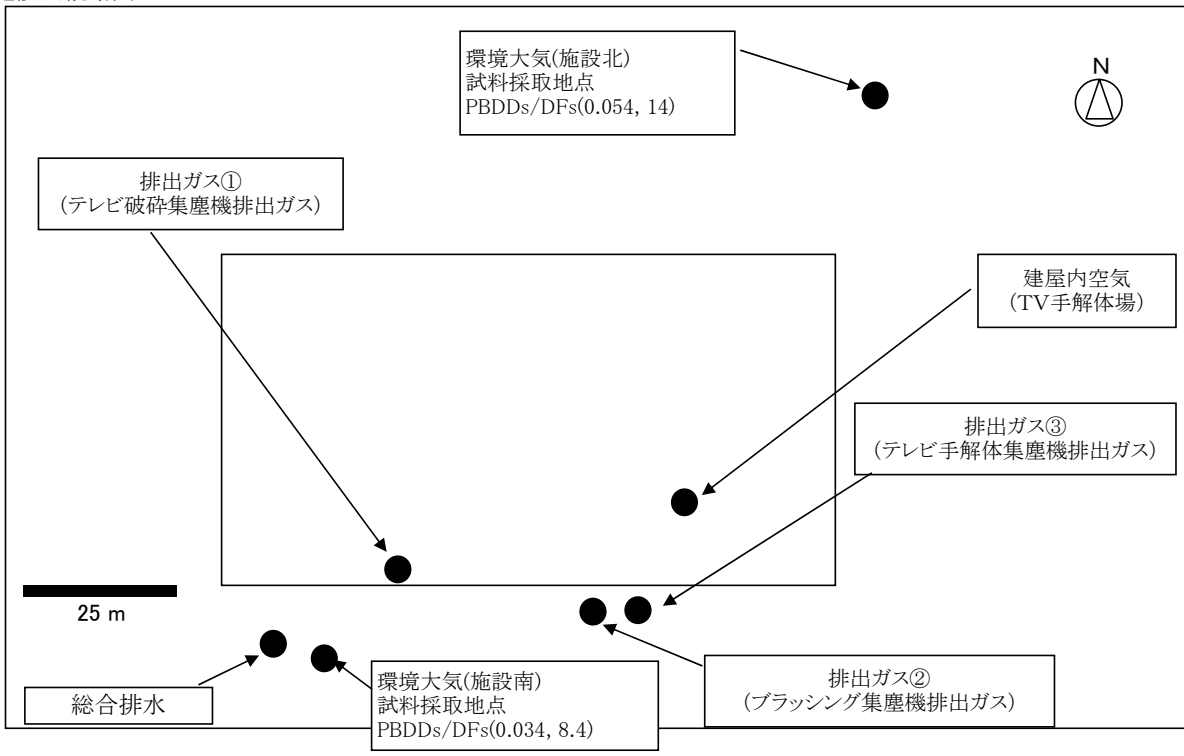 環境大気(施設北)
試料採取地点
PBDDs/DFs(0.054, 14)
N
排出ガス①
(テレビ破砕集塵機排出ガス)
建屋内空気
(TV手解体場)
排出ガス③
(テレビ手解体集塵機排出ガス)
25 m
総合排水
環境大気(施設南)
試料採取地点
PBDDs/DFs(0.034, 8.4)
排出ガス②
(ブラッシング集塵機排出ガス)